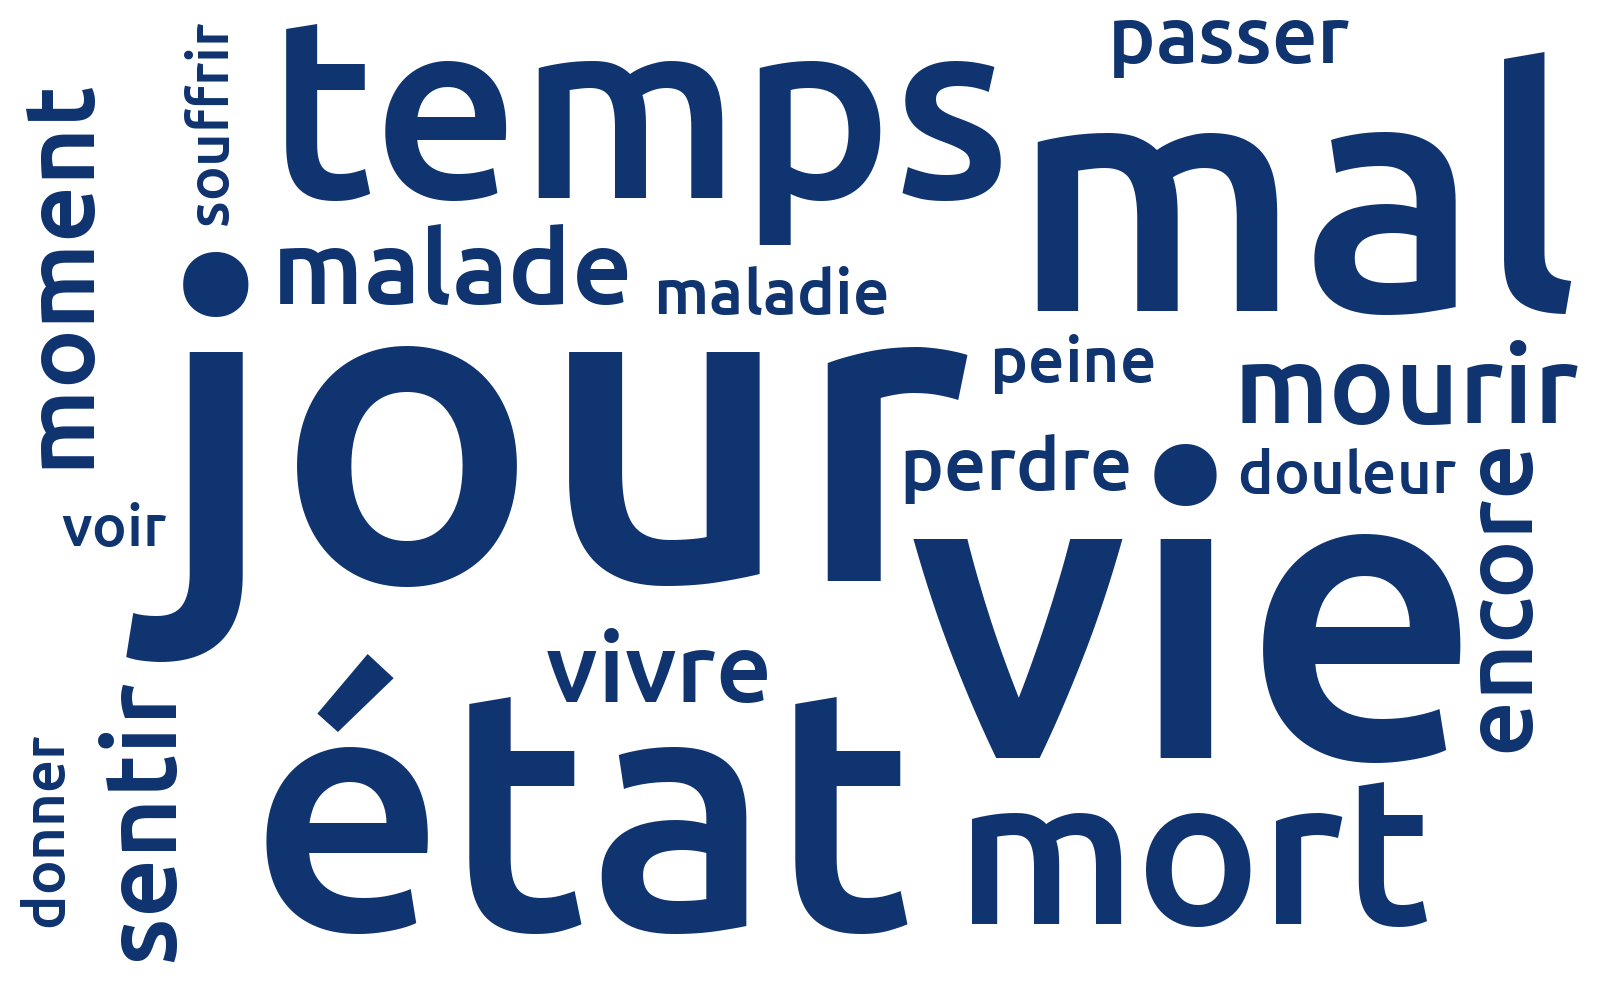 passer
temps
souffrir
mal
moment
malade
maladie
peine
mourir
jour
perdre
douleur
encore
voir
vie
vivre
état
sentir
donner
mort